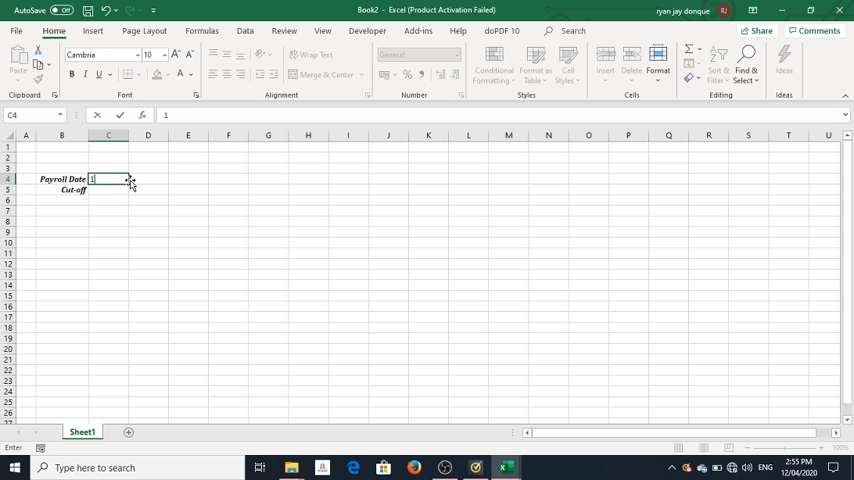 AutoSave Off Book2 - Excel (Product Activation Failed) ryan jay donque RJ
File Home Insert Page Layout Formulas Data Review View Developer Add-ins Help doPDF 10 Search Share Comments
Cambria 10 A A Wrap Text General
Paste B I U A Merge & Center % Conditional Formatting Format as Table Cell Styles Insert Delete Format Sort & Filter Find & Select Ideas
Clipboard Font Alignment Number Styles Cells Editing Ideas
C4 fx 1
A B C D E F G H I J K L M N O P Q R S T U
1
2
3
4 Payroll Date 1
5 Cut-off
6
7
8
9
10
11
12
13
14
15
16
17
18
19
20
21
22
23
24
25
26
27
Sheet1
Enter 100%
Type here to search a ENG 2:55 PM
12/04/2020